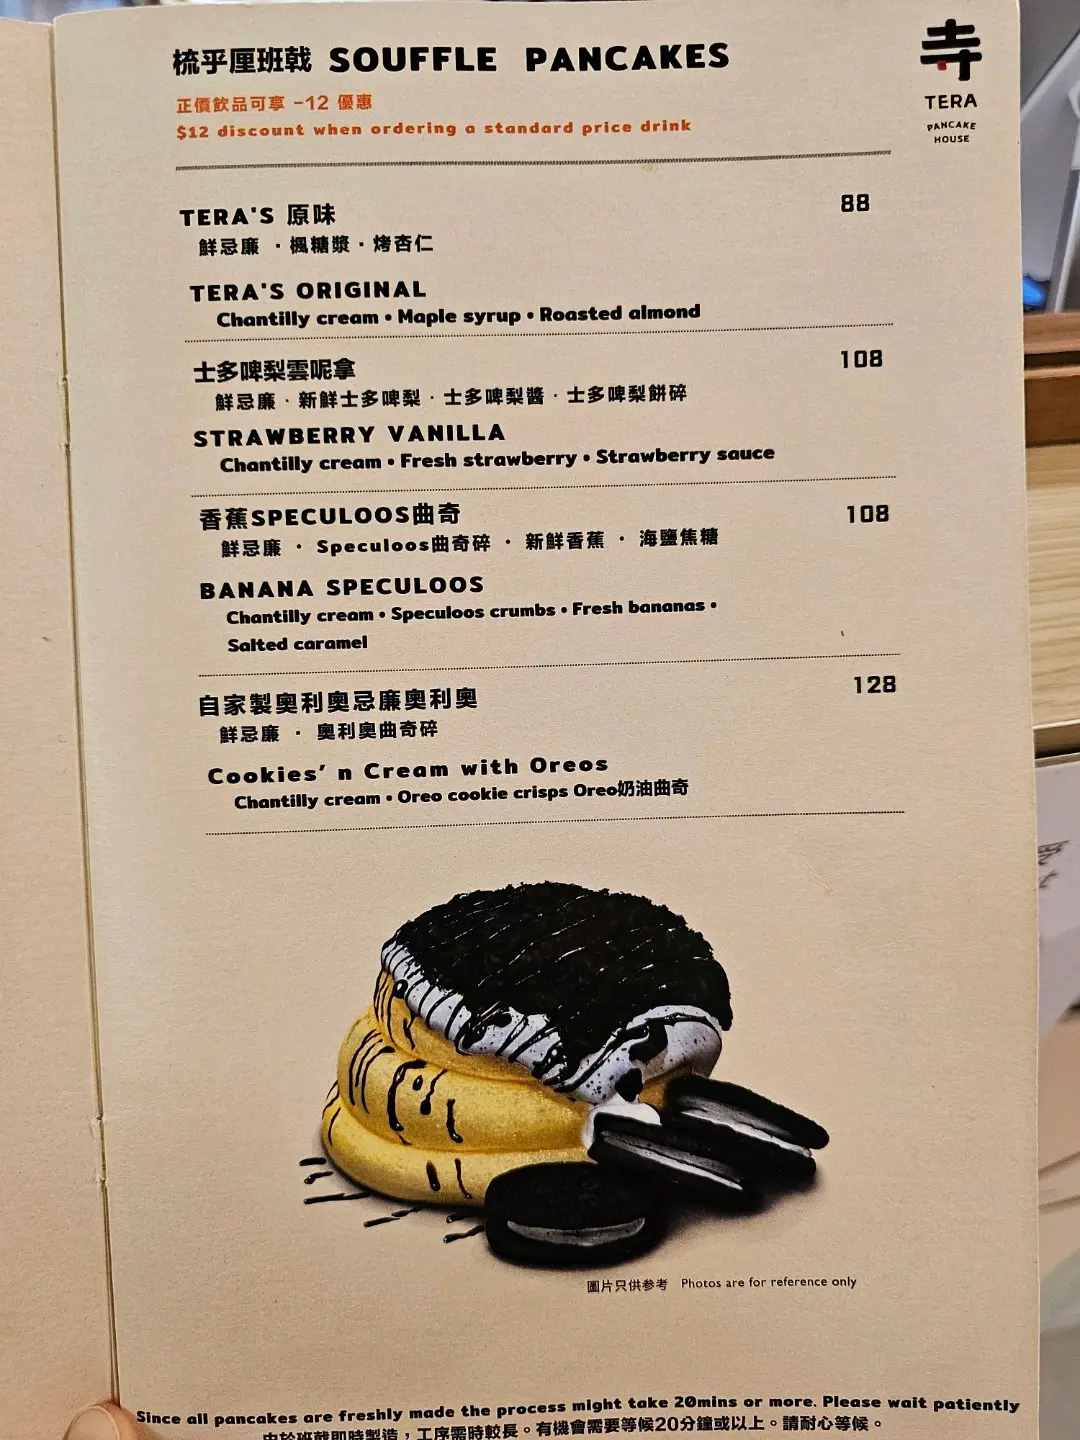 梳乎厘班戟 SOUFFLE PANCAKES
正價飲品可享 -12 優惠
$12 discount when ordering a standard price drink
寺
TERA
PANCAKE
HOUSE
TERA'S 原味 88
鮮忌廉 · 楓糖漿 · 烤杏仁
TERA'S ORIGINAL
Chantilly cream • Maple syrup • Roasted almond
士多啤梨雲呢拿 108
鮮忌廉 · 新鮮士多啤梨 · 士多啤梨醬 · 士多啤梨餅碎
STRAWBERRY VANILLA
Chantilly cream • Fresh strawberry • Strawberry sauce
香蕉SPECULOOS曲奇 108
鮮忌廉 · Speculoos曲奇碎 · 新鮮香蕉 · 海鹽焦糖
BANANA SPECULOOS
Chantilly cream • Speculoos crumbs • Fresh bananas •
Salted caramel
自家製奧利奧忌廉奧利奧 128
鮮忌廉 · 奧利奧曲奇碎
Cookies' n Cream with Oreos
Chantilly cream • Oreo cookie crisps Oreo奶油曲奇
圖片只供參考 Photos are for reference only
Since all pancakes are freshly made the process might take 20mins or more. Please wait patiently
由於班戟即時製造，工序需時較長。有機會需要等候20分鐘或以上。請耐心等候。